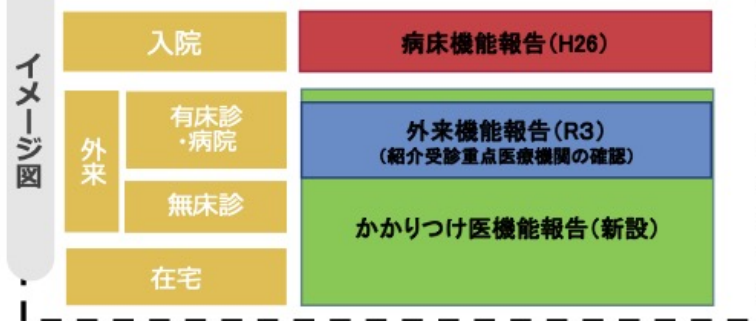 イメージ図
入院
病床機能報告(H26)
外来
有床診
・病院
外来機能報告(R3)
(紹介受診重点医療機関の確認)
無床診
かかりつけ医機能報告(新設)
在宅